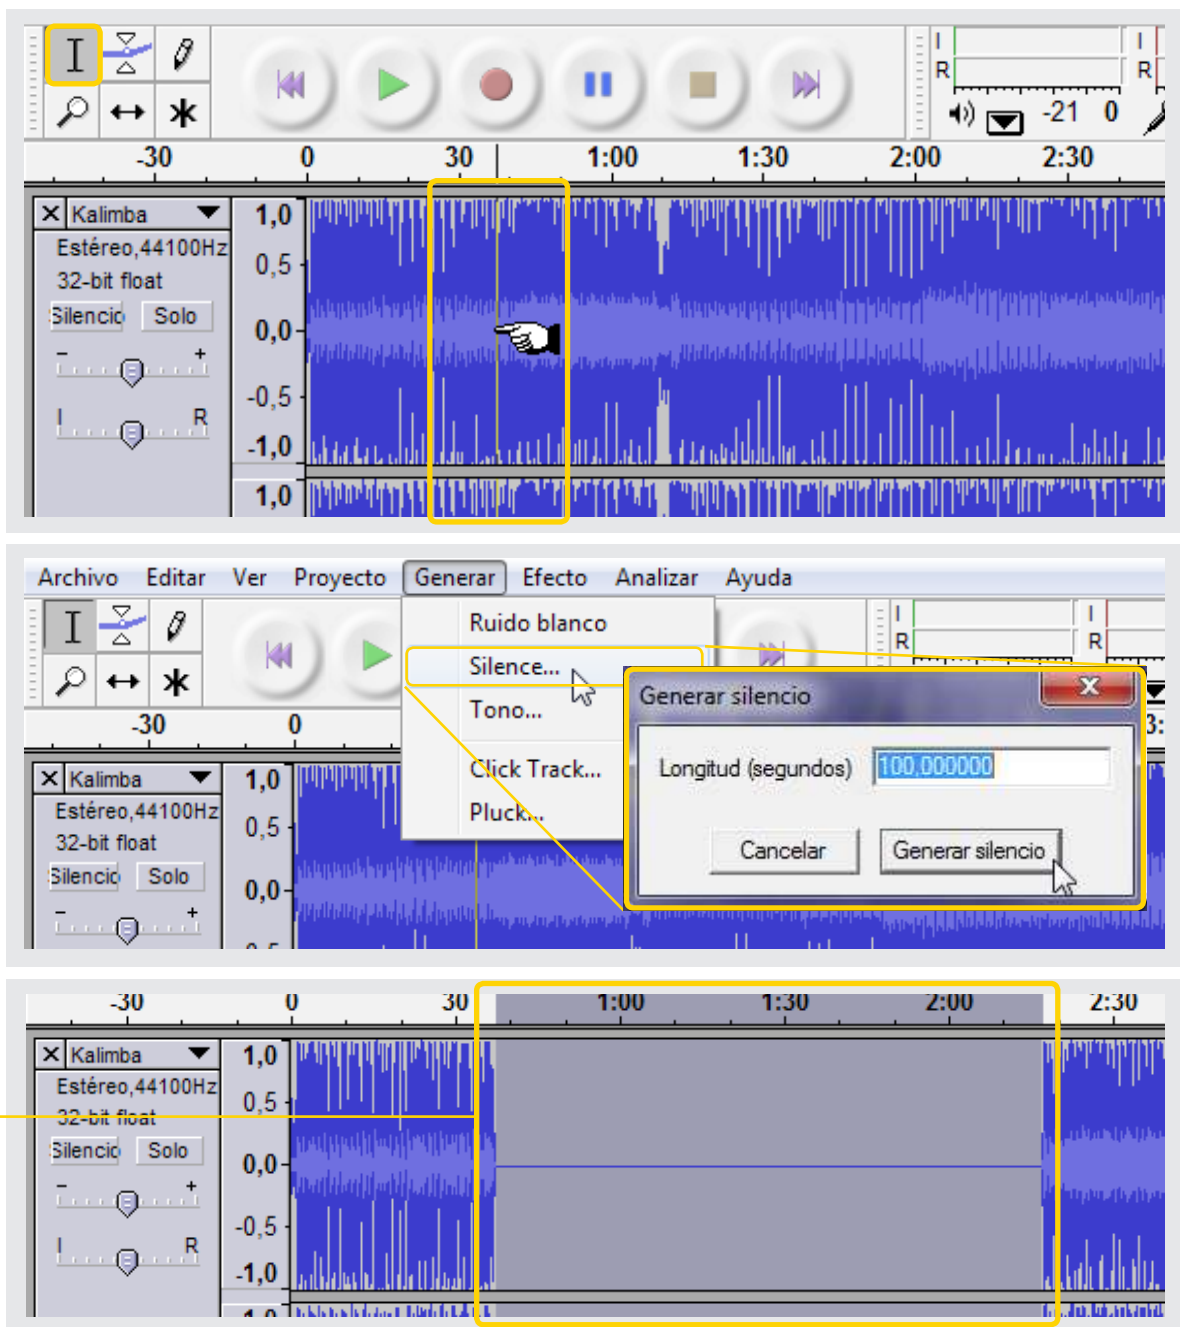 I I
R R
-21 0
-30 0 30 1:00 1:30 2:00 2:30
Kalimba
Estéreo,44100Hz
32-bit float
Silencio Solo
- +
I R
1,0
0,5
0,0
-0,5
-1,0
1,0
Archivo Editar Ver Proyecto Generar Efecto Analizar Ayuda
Ruido blanco
Silence...
Tono...
Click Track...
Pluck...
I I
R R
-30 0 3:
Generar silencio
Longitud (segundos) 100,000000
Cancelar Generar silencio
Kalimba
Estéreo,44100Hz
32-bit float
Silencio Solo
- +
1,0
0,5
0,0
-30 0 30 1:00 1:30 2:00 2:30
Kalimba
Estéreo,44100Hz
32-bit float
Silencio Solo
- +
I R
1,0
0,5
0,0
-0,5
-1,0